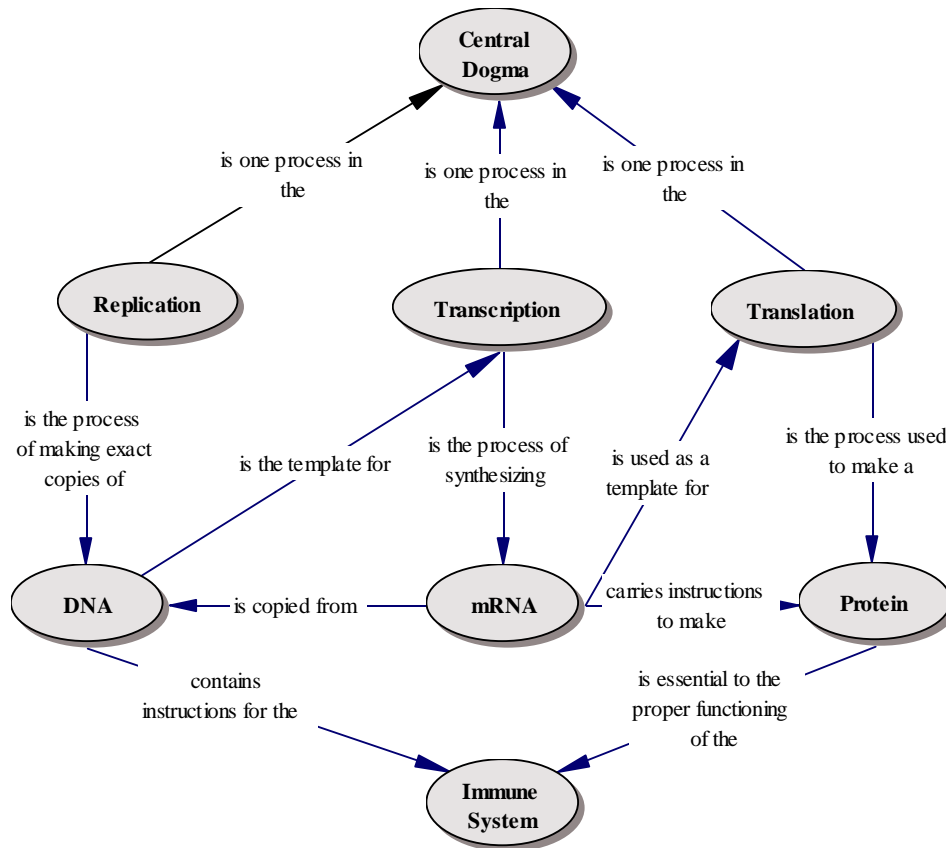 Central
Dogma
is one process in
the
is one process in
the
is one process in
the
Replication
Transcription
Translation
is the process
of making exact
copies of
is the template for
is the process of
synthesizing
is used as a
template for
is the process used
to make a
DNA
is copied from
mRNA
carries instructions
to make
Protein
contains
instructions for the
is essential to the
proper functioning
of the
Immune
System